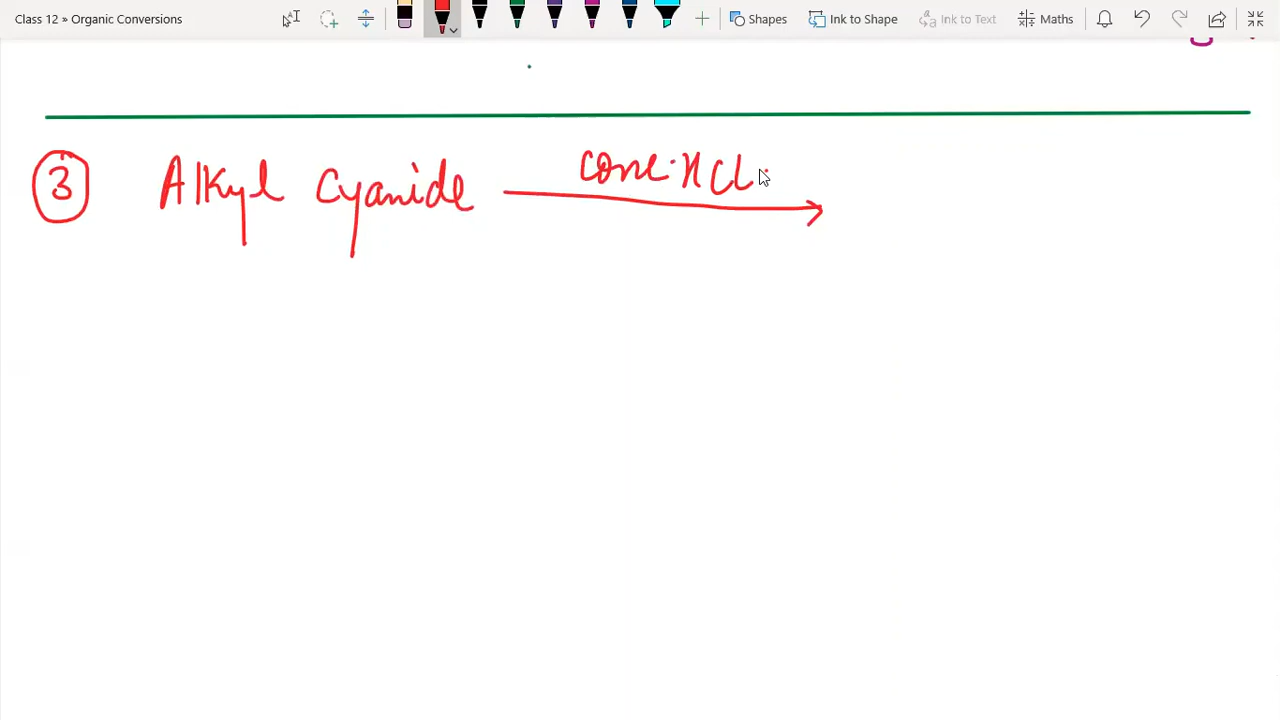 Class 12 » Organic Conversions
Shapes
Ink to Shape
Ink to Text
Maths
③ Alkyl Cyanide conc. HCl